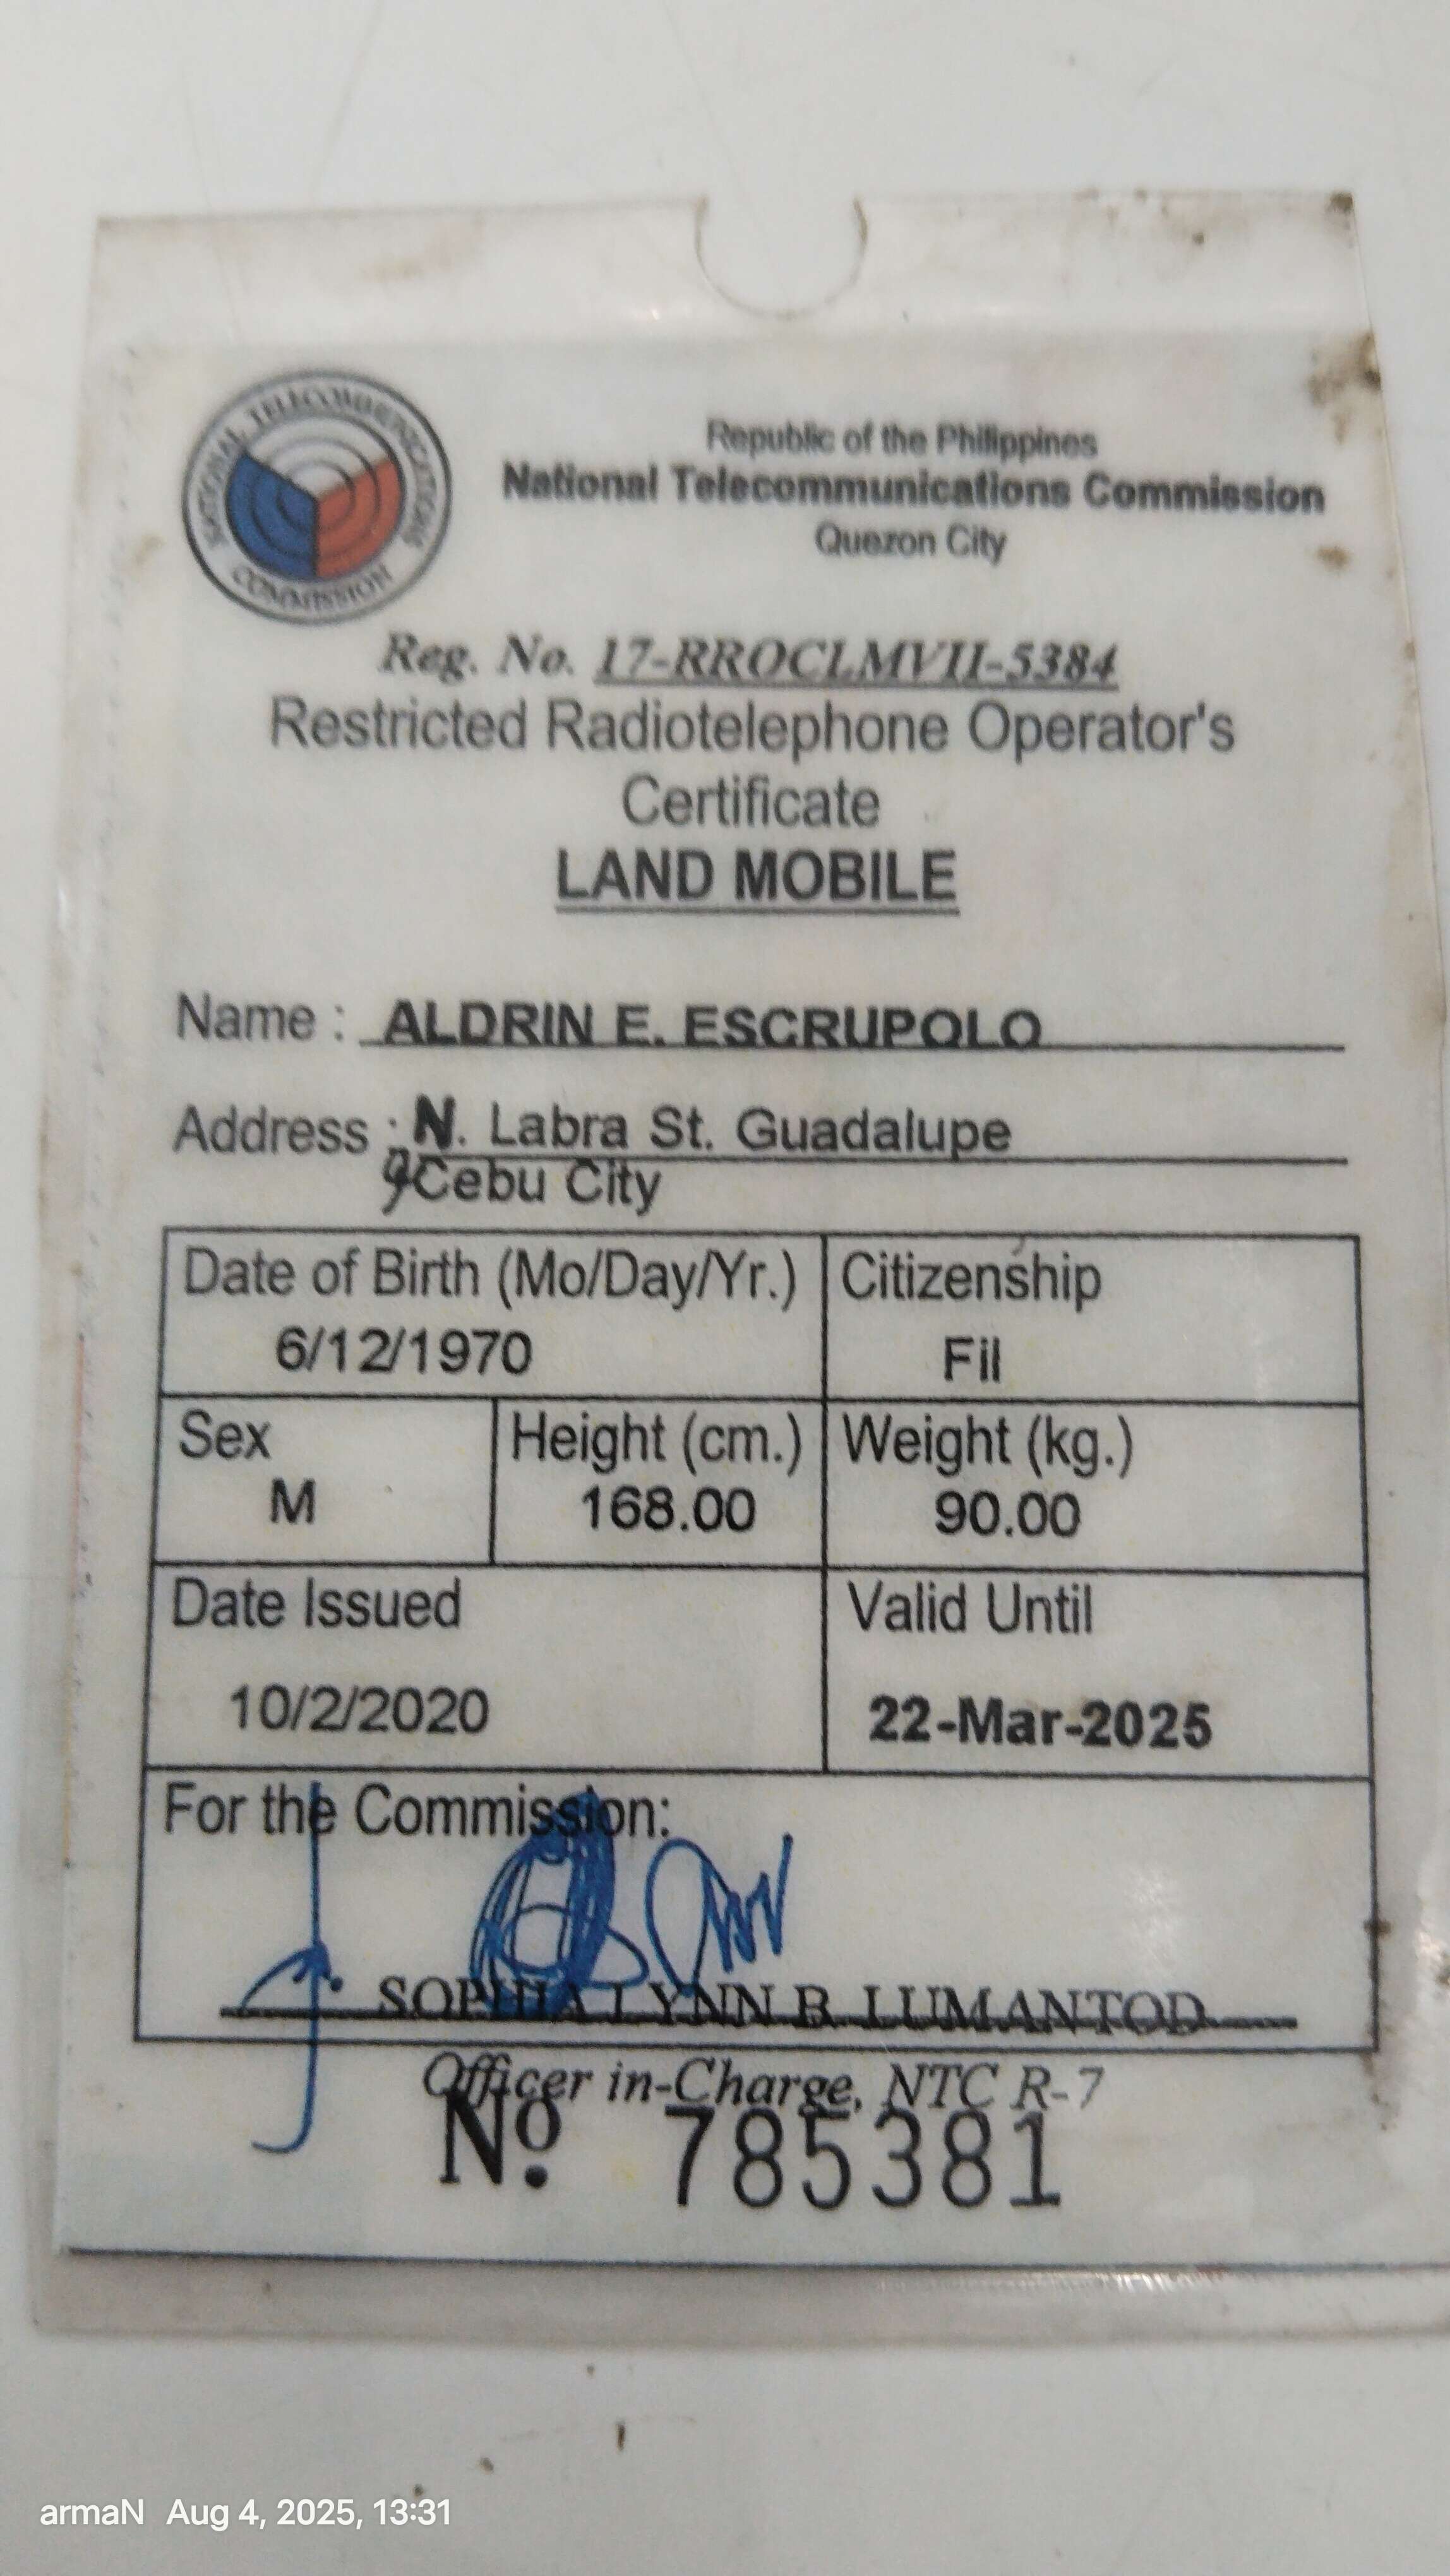 NATIONAL TELECOMMUNICATIONS
COMMISSION
Republic of the Philippines
National Telecommunications Commission
Quezon City
Reg. No. 17-RROCLMVII-5384
Restricted Radiotelephone Operator's
Certificate
LAND MOBILE
Name : ALDRIN E. ESCRUPOLO
Address : N. Labra St. Guadalupe
Cebu City
Date of Birth (Mo/Day/Yr.) Citizenship
6/12/1970 Fil
Sex Height (cm.) Weight (kg.)
M 168.00 90.00
Date Issued Valid Until
10/2/2020 22-Mar-2025
For the Commission:
SOPHIA LYNN B. LUMANTOD
Officer in-Charge, NTC R-7
No. 785381
armaN Aug 4, 2025, 13:31